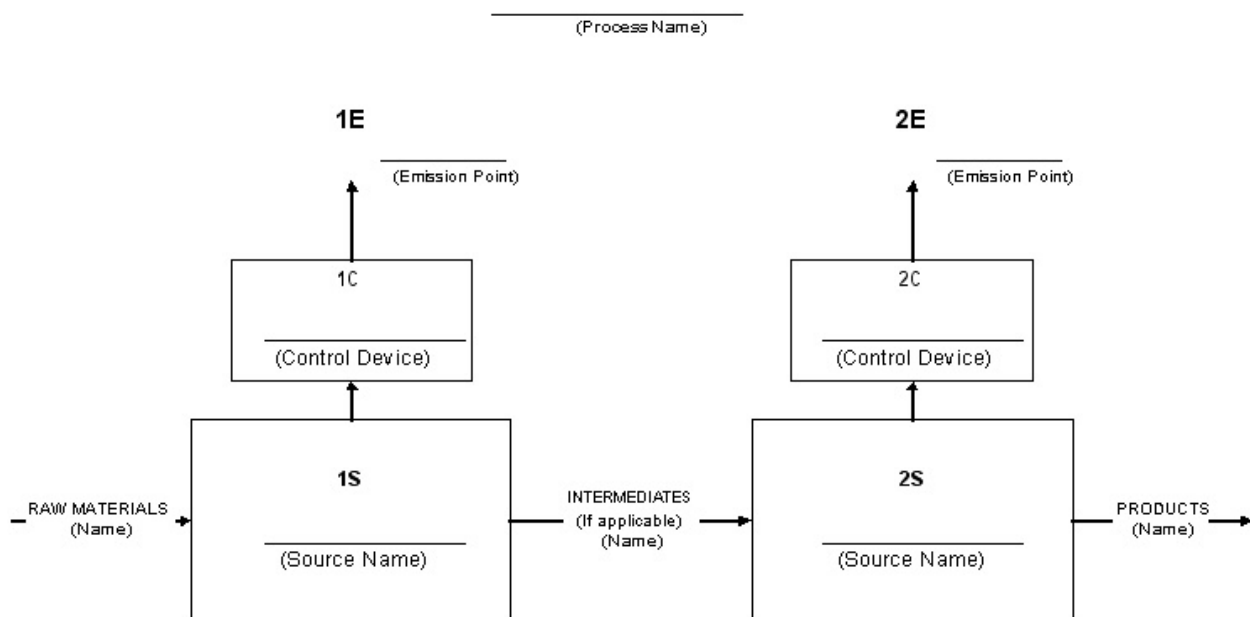 (Process Name)
1E
2E
(Emission Point)
(Emission Point)
1C
2C
(Control Device)
(Control Device)
1S
2S
RAW MATERIALS
(Name)
INTERMEDIATES
(If applicable)
(Name)
PRODUCTS
(Name)
(Source Name)
(Source Name)